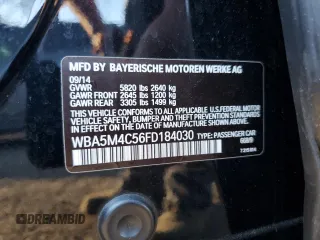 MFD BY BAYERISCHE MOTOREN WERKE AG
09/14
GVWR 5820 lbs 2640 kg
GAWR FRONT 2645 lbs 1200 kg
GAWR REAR 3305 lbs 1499 kg
THIS VEHICLE CONFORMS TO ALL APPLICABLE U.S. FEDERAL MOTOR
VEHICLE SAFETY, BUMPER AND THEFT PREVENTION STANDARDS
IN EFFECT ON THE DATE OF MANUFACTURE SHOWN ABOVE.
WBA5M4C56FD184030 TYPE: PASSENGER CAR
DREAMBID